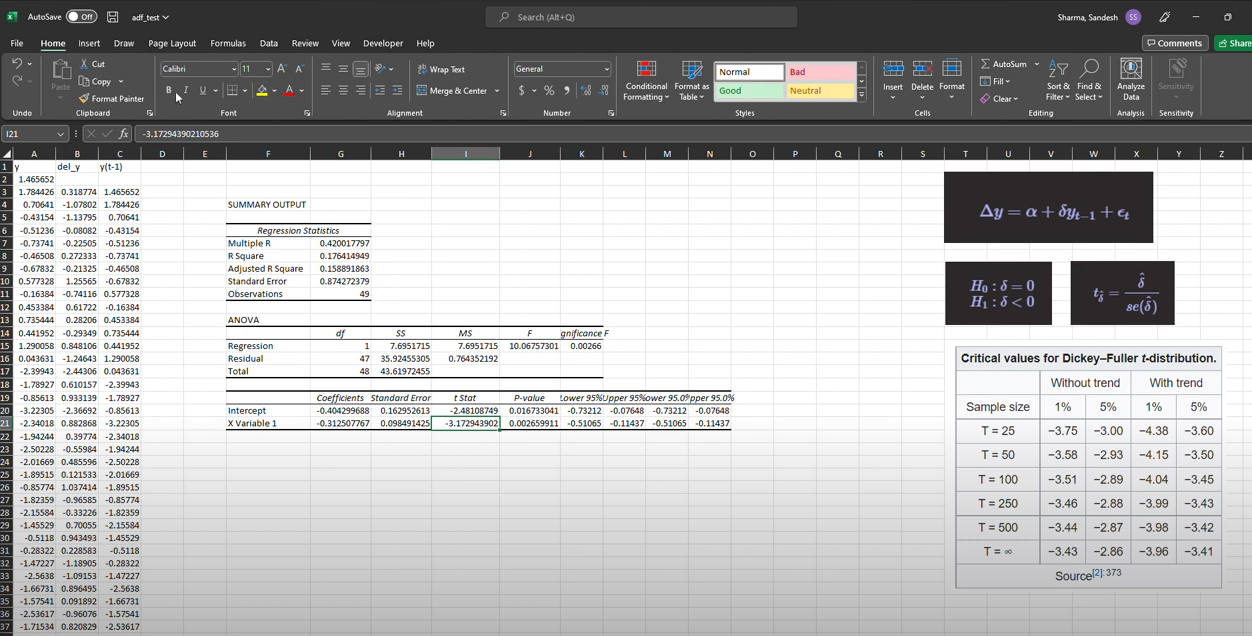 AutoSave Off adf_test Search (Alt+Q) Sharma, Sandesh SS
File Home Insert Draw Page Layout Formulas Data Review View Developer Help Comments Share
Cut
Copy
Format Painter
Paste
Calibri 11
B I U
Wrap Text
Merge & Center
General
$ %
Conditional Formatting
Format as Table
Normal Bad
Good Neutral
Insert Delete Format
AutoSum
Fill
Clear
Sort & Filter
Find & Select
Analyze Data
Sensitivity
Undo Clipboard Font Alignment Number Styles Cells Editing Analysis Sensitivity
I21 fx -3.17294390210536
A B C D E F G H I J K L M N O P Q R S T U V W X Y Z
1 y del_y y(t-1)
2 1.465652
3 1.784426 0.318774 1.465652
4 0.70641 -1.07802 1.784426 SUMMARY OUTPUT
5 -0.43154 -1.13795 0.70641
6 -0.51236 -0.08082 -0.43154 Regression Statistics
7 -0.73741 -0.22505 -0.51236 Multiple R 0.420017797
8 -0.46508 0.272333 -0.73741 R Square 0.176414949
9 -0.67832 -0.21325 -0.46508 Adjusted R Square 0.158891863
10 0.577328 1.25565 -0.67832 Standard Error 0.874272379
11 -0.16384 -0.74116 0.577328 Observations 49
12 0.453384 0.61722 -0.16384
13 0.735444 0.28206 0.453384 ANOVA
14 0.441952 -0.29349 0.735444 df SS MS F gnificance F
15 1.290058 0.848106 0.441952 Regression 1 7.6951715 7.6951715 10.06757301 0.00266
16 0.043631 -1.24643 1.290058 Residual 47 35.92455305 0.764352192
17 -2.39943 -2.44306 0.043631 Total 48 43.61972455
18 -1.78927 0.610157 -2.39943
19 -0.85613 0.933139 -1.78927 Coefficients Standard Error t Stat P-value Lower 95% Upper 95% ower 95.0% pper 95.0%
20 -3.22305 -2.36692 -0.85613 Intercept -0.404299688 0.162952613 -2.48108749 0.016733041 -0.73212 -0.07648 -0.73212 -0.07648
21 -2.34018 0.882868 -3.22305 X Variable 1 -0.312507767 0.098491425 -3.172943902 0.002659911 -0.51065 -0.11437 -0.51065 -0.11437
22 -1.94244 0.39774 -2.34018
23 -2.50228 -0.55984 -1.94244
24 -2.01669 0.485596 -2.50228
25 -1.89515 0.121533 -2.01669
26 -0.85774 1.037414 -1.89515
27 -1.82359 -0.96585 -0.85774
28 -2.15584 -0.33226 -1.82359
29 -1.45529 0.70055 -2.15584
30 -0.5118 0.943493 -1.45529
31 -0.28322 0.228583 -0.5118
32 -1.47227 -1.18905 -0.28322
33 -2.5638 -1.09153 -1.47227
34 -1.66731 0.896495 -2.5638
35 -1.57541 0.091892 -1.66731
36 -2.53617 -0.96076 -1.57541
37 -1.71534 0.820829 -2.53617
Δy = α + δy_{t−1} + ϵ_t
H₀ : δ = 0
H₁ : δ < 0
t_δ̂ = δ̂ / se(δ̂)
Critical values for Dickey–Fuller t-distribution.
Without trend With trend
Sample size 1% 5% 1% 5%
T = 25 −3.75 −3.00 −4.38 −3.60
T = 50 −3.58 −2.93 −4.15 −3.50
T = 100 −3.51 −2.89 −4.04 −3.45
T = 250 −3.46 −2.88 −3.99 −3.43
T = 500 −3.44 −2.87 −3.98 −3.42
T = ∞ −3.43 −2.86 −3.96 −3.41
Source[2]:373